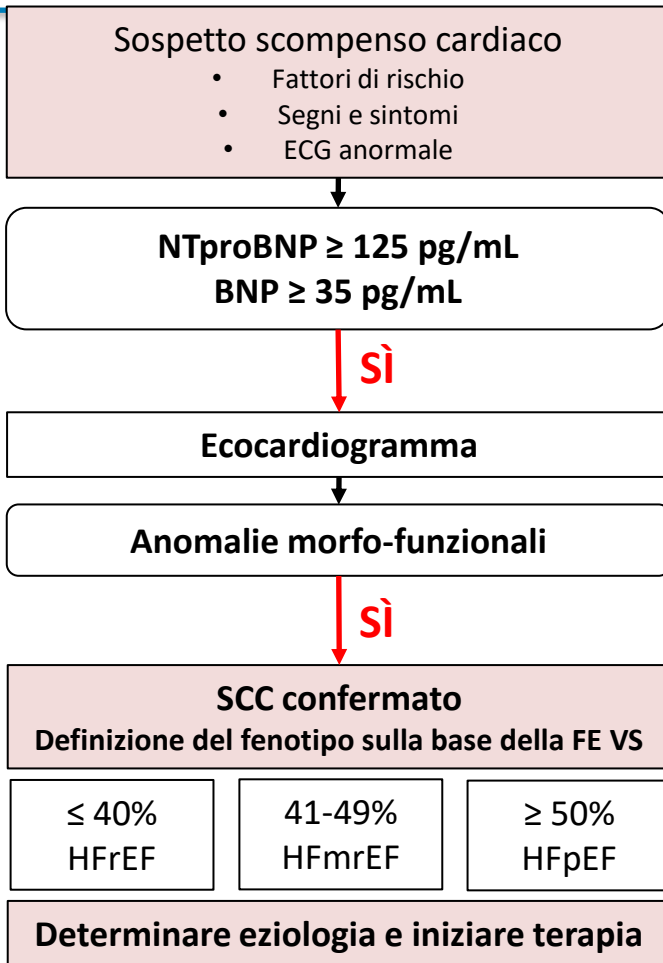 Sospetto scompenso cardiaco
• Fattori di rischio
• Segni e sintomi
• ECG anormale
NTproBNP ≥ 125 pg/mL
BNP ≥ 35 pg/mL
SÌ
Ecocardiogramma
Anomalie morfo-funzionali
SÌ
SCC confermato
Definizione del fenotipo sulla base della FE VS
≤ 40%
HFrEF
41-49%
HFmrEF
≥ 50%
HFpEF
Determinare eziologia e iniziare terapia